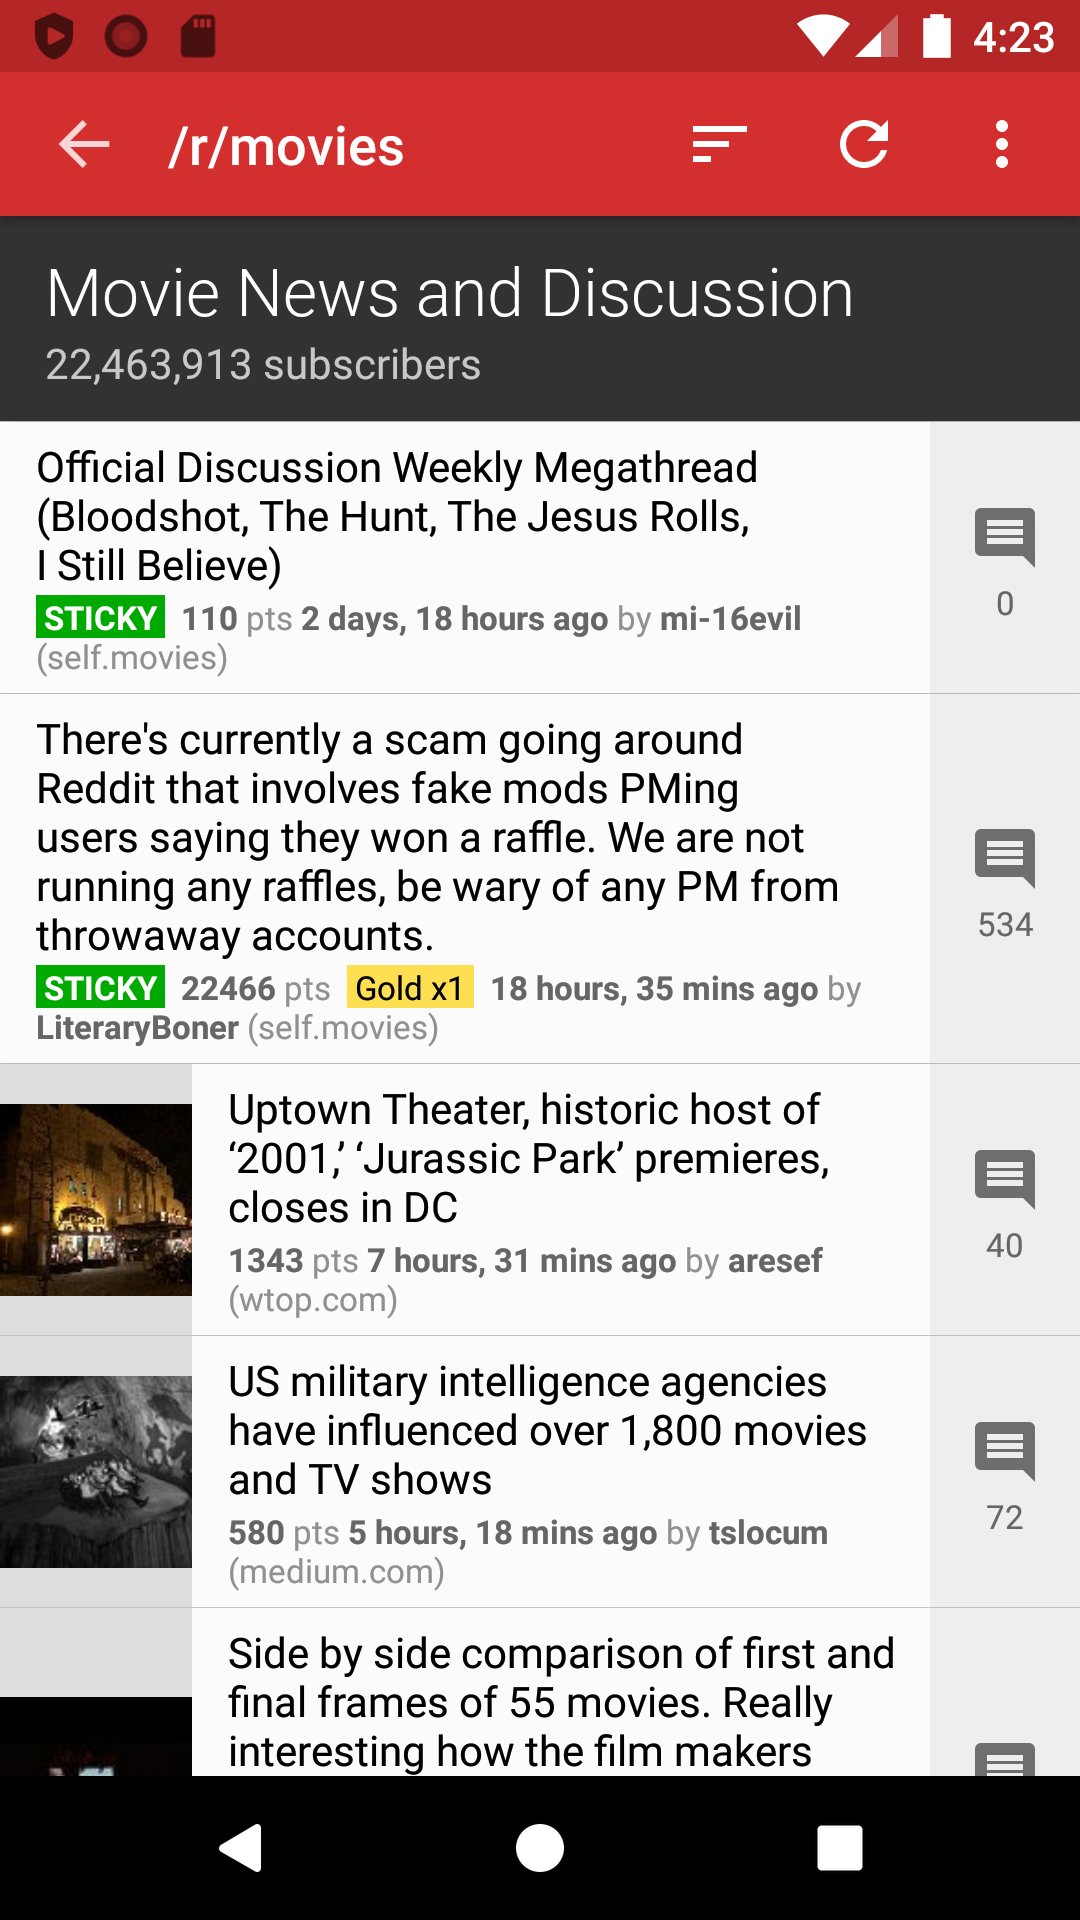 4:23
/r/movies
Movie News and Discussion
22,463,913 subscribers
Official Discussion Weekly Megathread
(Bloodshot, The Hunt, The Jesus Rolls,
I Still Believe)
STICKY 110 pts 2 days, 18 hours ago by mi-16evil
(self.movies)
0
There's currently a scam going around
Reddit that involves fake mods PMing
users saying they won a raffle. We are not
running any raffles, be wary of any PM from
throwaway accounts.
STICKY 22466 pts Gold x1 18 hours, 35 mins ago by
LiteraryBoner (self.movies)
534
Uptown Theater, historic host of
‘2001,’ ‘Jurassic Park’ premieres,
closes in DC
1343 pts 7 hours, 31 mins ago by aresef
(wtop.com)
40
US military intelligence agencies
have influenced over 1,800 movies
and TV shows
580 pts 5 hours, 18 mins ago by tslocum
(medium.com)
72
Side by side comparison of first and
final frames of 55 movies. Really
interesting how the film makers